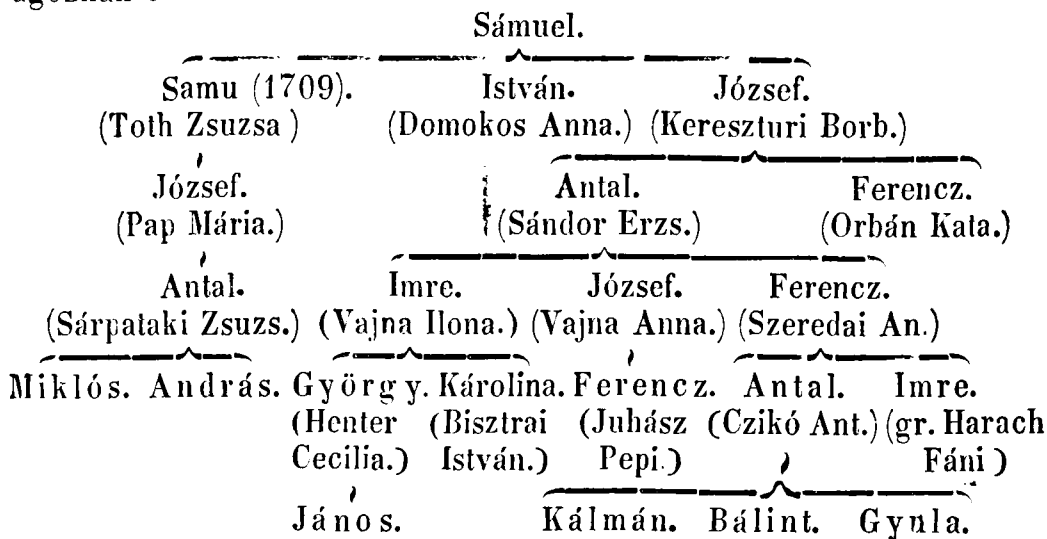 Sámuel.
Samu (1709). István. József.
(Toth Zsuzsa ) (Domokos Anna.) (Kereszturi Borb.)
József. Antal. Ferencz.
(Pap Mária.) (Sándor Erzs.) (Orbán Kata.)
Antal. Imre. József. Ferencz.
(Sárpataki Zsuzs.) (Vajna Ilona.) (Vajna Anna.) (Szeredai An.)
Miklós. András. György. Károlina. Ferencz. Antal. Imre.
(Henter (Bisztrai (Juhász (Czikó Ant.) (gr. Harach
Cecilia.) István.) Pepi.) Fáni )
János. Kálmán. Bálint. Gyula.